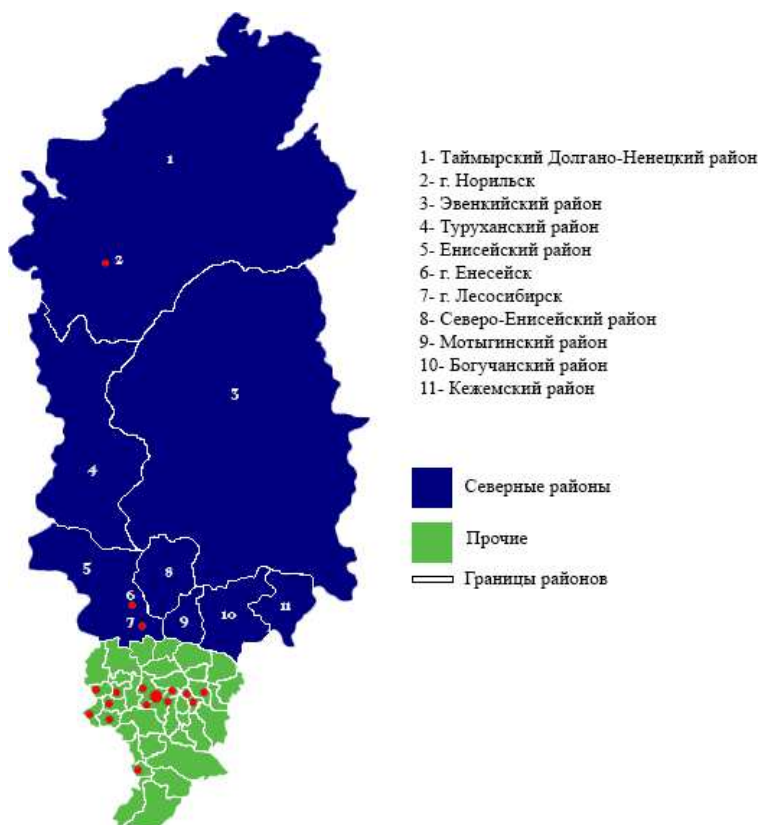 1
2
3
4
5
6
7
8
9
10
11
1- Таймырский Долгано-Ненецкий район
2- г. Норильск
3- Эвенкийский район
4- Туруханский район
5- Енисейский район
6- г. Енесейск
7- г. Лесосибирск
8- Северо-Енисейский район
9- Мотыгинский район
10- Богучанский район
11- Кежемский район
Северные районы
Прочие
Границы районов